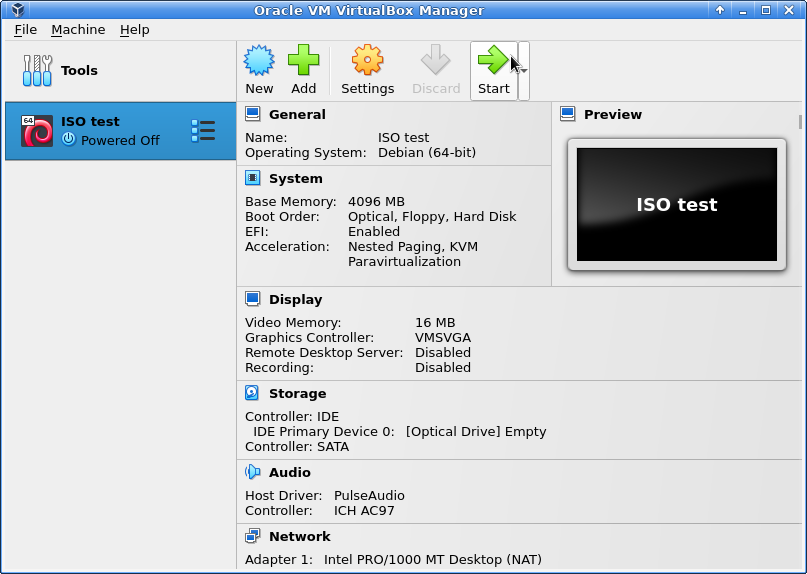 Oracle VM VirtualBox Manager
File Machine Help
Tools
New Add Settings Discard Start
64
ISO test
Powered Off
General
Name: ISO test
Operating System: Debian (64-bit)
System
Base Memory: 4096 MB
Boot Order: Optical, Floppy, Hard Disk
EFI: Enabled
Acceleration: Nested Paging, KVM
Paravirtualization
Preview
ISO test
Display
Video Memory: 16 MB
Graphics Controller: VMSVGA
Remote Desktop Server: Disabled
Recording: Disabled
Storage
Controller: IDE
IDE Primary Device 0: [Optical Drive] Empty
Controller: SATA
Audio
Host Driver: PulseAudio
Controller: ICH AC97
Network
Adapter 1: Intel PRO/1000 MT Desktop (NAT)